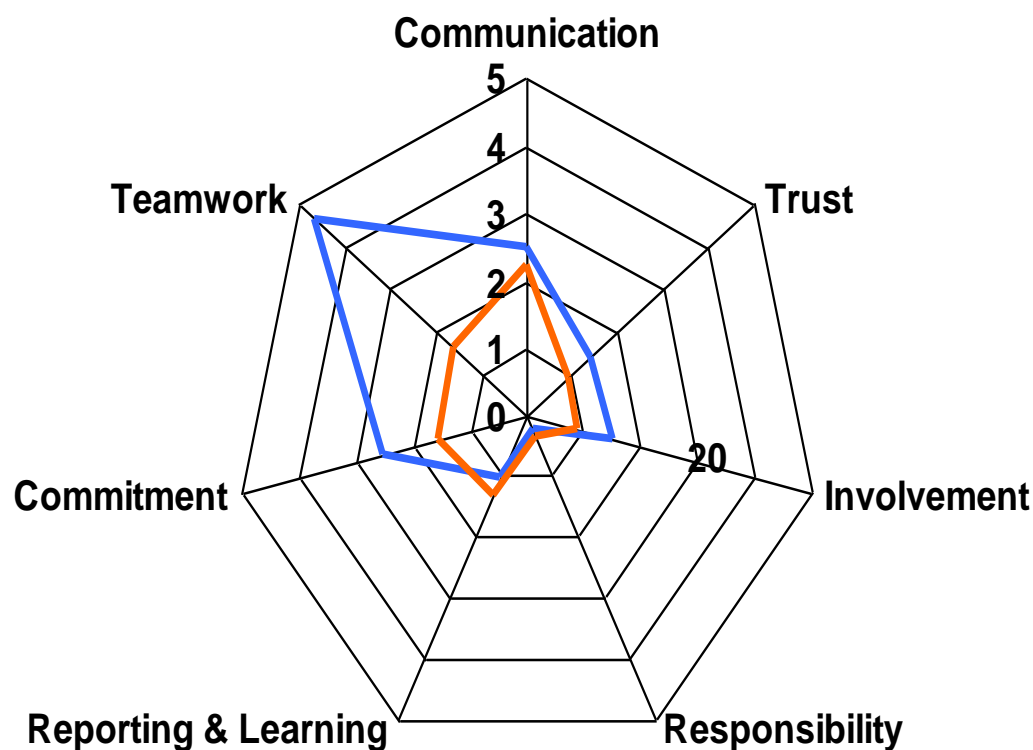 Communication
5
4
Teamwork
Trust
3
2
1
0
20
Commitment
Involvement
Reporting & Learning
Responsibility